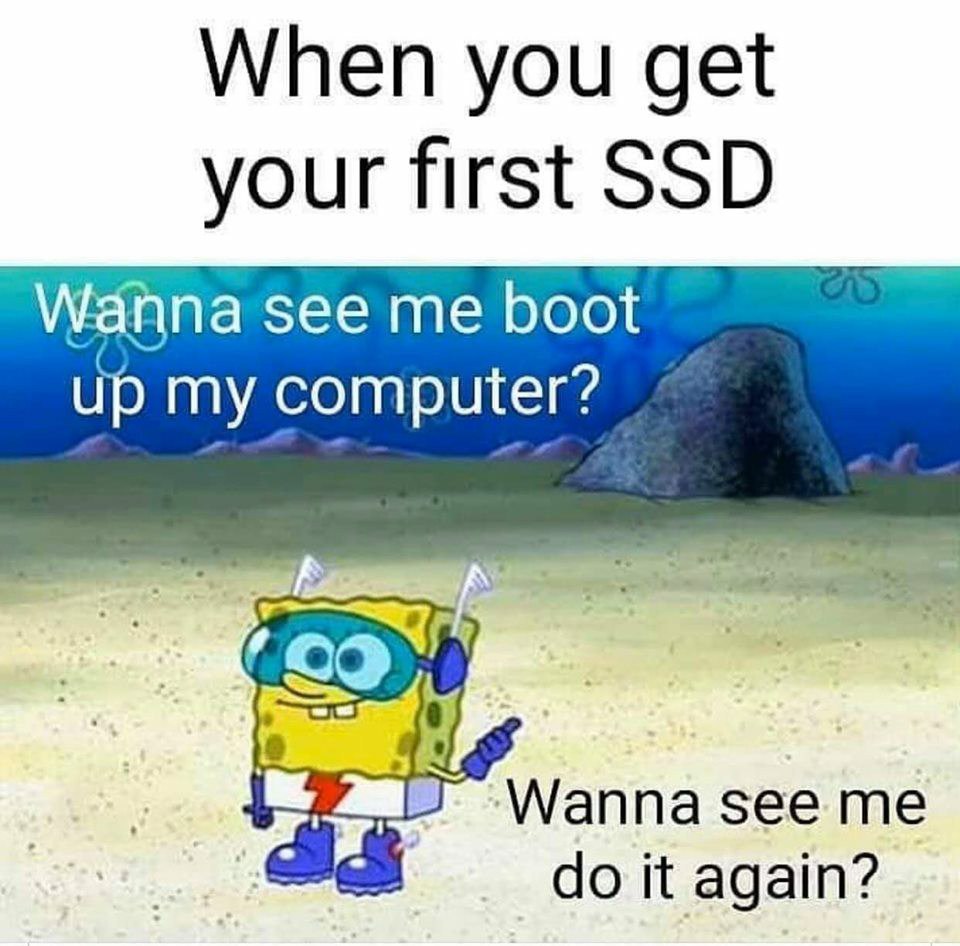 When you get
your first SSD
Wanna see me boot
up my computer?
Wanna see me
do it again?